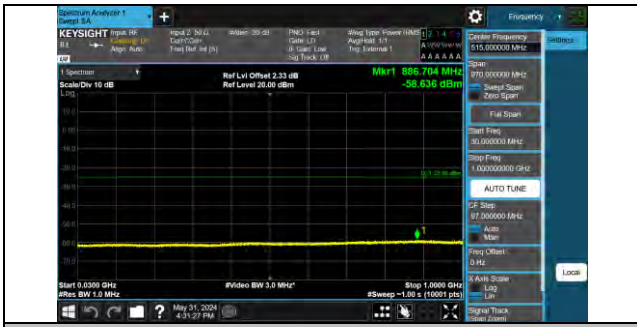 Spectrum Analyzer 1
Swept SA
Frequency
KEYSIGHT Input: RF
Input Z: 50 Ω
#Atten: 30 dB
PNO: Fast
#Avg Type: Power (RMS)
Align: Auto
Freq Ref: Int (S)
Gate: LO
IF Gain: Low
Sig Track: Off
Avg|Hold: 1/1
Trig: External 1
A A A A A A
Center Frequency
515.000000 MHz
Settings
1 Spectrum
Scale/Div 10 dB
Log
Ref Lvl Offset 2.33 dB
Ref Level 20.00 dBm
Mkr1 886.704 MHz
-58.636 dBm
Span
970.000000 MHz
Swept Span
Zero Span
Full Span
Start Freq
30.000000 MHz
Stop Freq
1.000000000 GHz
AUTO TUNE
CF Step
97.000000 MHz
Auto
Man
Freq Offset
0 Hz
X Axis Scale
Log
Lin
Signal Track
(Span Zoom)
Local
10.0
0.00
1
Start 0.0300 GHz
#Res BW 1.0 MHz
#Video BW 3.0 MHz*
Stop 1.0000 GHz
#Sweep ~1.00 s (10001 pts)
?
May 31, 2024
4:31:27 PM